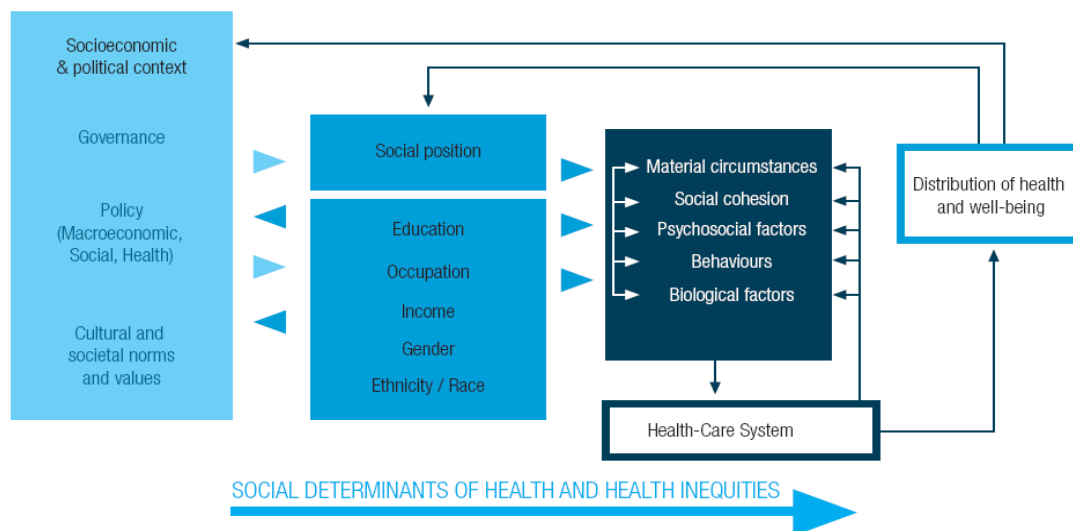 Socioeconomic
& political context
Governance
Policy
(Macroeconomic,
Social, Health)
Cultural and
societal norms
and values
Social position
Education
Occupation
Income
Gender
Ethnicity / Race
Material circumstances
Social cohesion
Psychosocial factors
Behaviours
Biological factors
Health-Care System
Distribution of health
and well-being
SOCIAL DETERMINANTS OF HEALTH AND HEALTH INEQUITIES